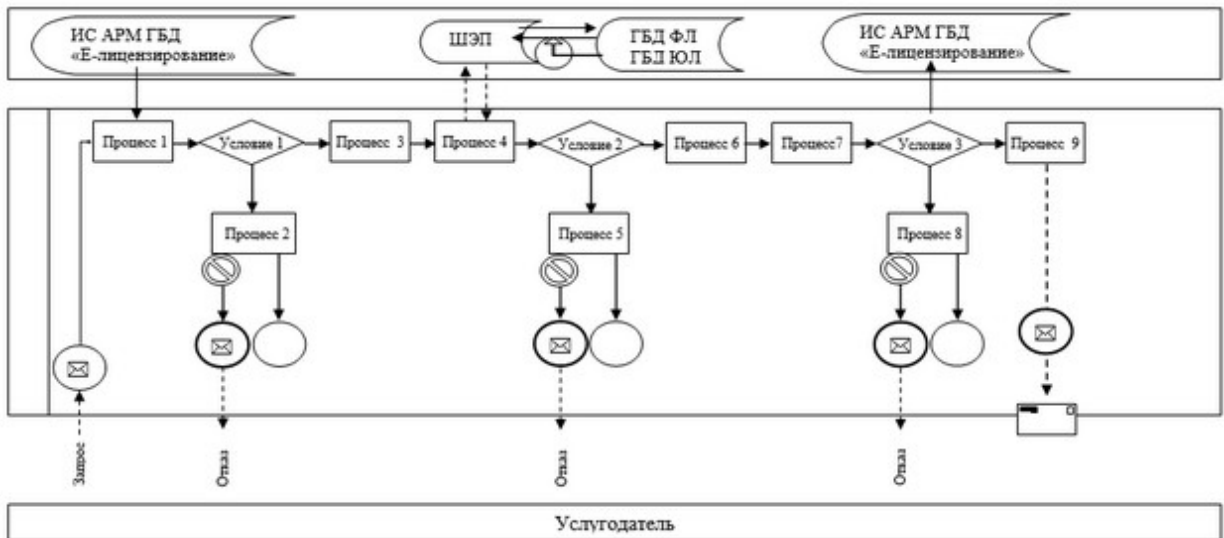 ИС АРМ ГБД
«Е-лицензирование»
ШЭП
ГБД ФЛ
ГБД ЮЛ
ИС АРМ ГБД
«Е-лицензирование»
Процесс 1
Условие 1
Процесс 3
Процесс 4
Условие 2
Процесс 6
Процесс7
Условие 3
Процесс 9
Процесс 2
Процесс 5
Процесс 8
Запрос
Отказ
Отказ
Отказ
Услугодатель